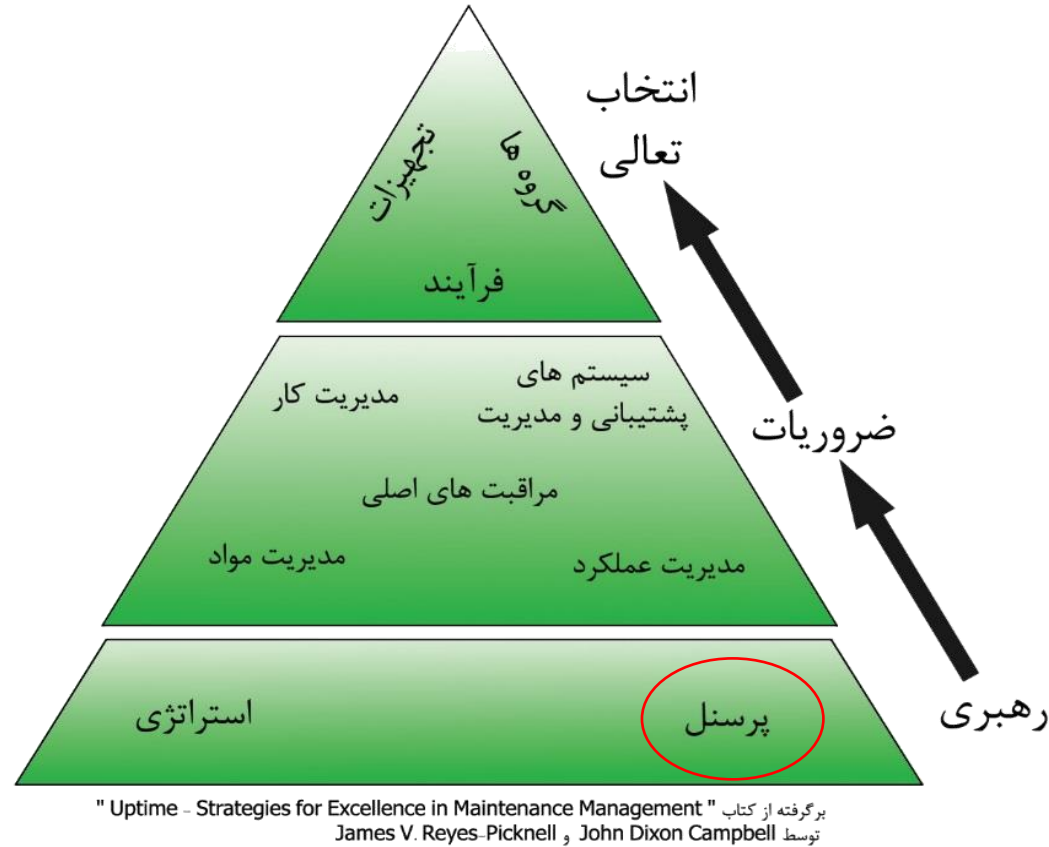 انتخاب
تعالی
تجهیزات
گروه ها
فرآیند
سیستم های
پشتیبانی و مدیریت
مدیریت کار
ضروریات
مراقبت های اصلی
مدیریت عملکرد
مدیریت مواد
رهبری
پرسنل
استراتژی
برگرفته از کتاب " Uptime – Strategies for Excellence in Maintenance Management "
توسط John Dixon Campbell و James V. Reyes-Picknell